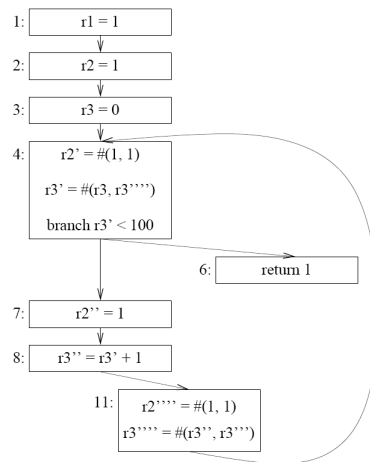 1: r1 = 1
2: r2 = 1
3: r3 = 0
4: r2' = #(1, 1)
r3' = #(r3, r3'''')
branch r3' < 100
6: return 1
7: r2'' = 1
8: r3'' = r3' + 1
11: r2'''' = #(1, 1)
r3'''' = #(r3'', r3''')